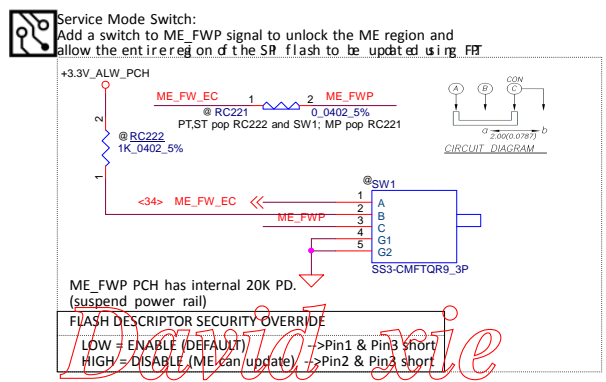 Service Mode Switch:
Add a switch to ME_FWP signal to unlock the ME region and
allow the entire region of the SPI flash to be updated using FPT
+3.3V_ALW_PCH
ME_FW_EC 1 2 ME_FWP
@ RC221 0_0402_5%
PT,ST pop RC222 and SW1; MP pop RC221
2
@ RC222
1K_0402_5%
1
CON
A B C
a b
2.00(0.0787)
CIRCUIT DIAGRAM
@ SW1
<34> ME_FW_EC 1 A
2 B
ME_FWP 3 C
4 G1
5 G2
SS3-CMFTQR9_3P
ME_FWP PCH has internal 20K PD.
(suspend power rail)
FLASH DESCRIPTOR SECURITY OVERRIDE
LOW = ENABLE (DEFAULT) -->Pin1 & Pin3 short
HIGH = DISABLE (ME can update) -->Pin2 & Pin3 short
David xie